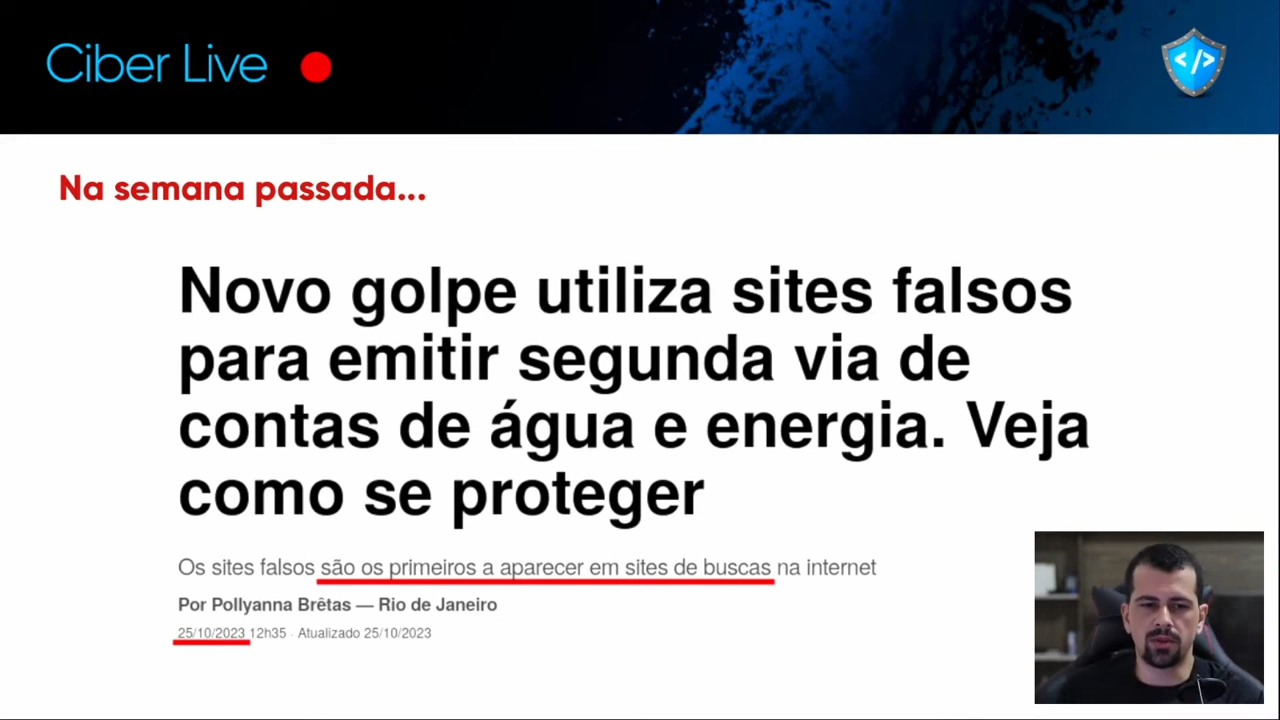 Ciber Live
</>
Na semana passada...
Novo golpe utiliza sites falsos
para emitir segunda via de
contas de água e energia. Veja
como se proteger
Os sites falsos são os primeiros a aparecer em sites de buscas na internet
Por Pollyanna Brêtas — Rio de Janeiro
25/10/2023 12h35 · Atualizado 25/10/2023